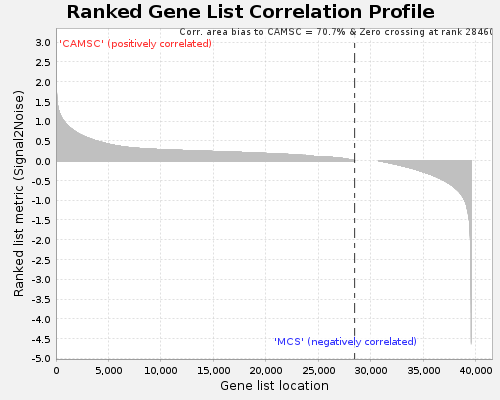 Ranked Gene List Correlation Profile
Corr. area bias to CAMSC = 70.7% & Zero crossing at rank 28460
'CAMSC' (positively correlated)
3.0
2.5
2.0
1.5
1.0
0.5
0.0
-0.5
-1.0
-1.5
-2.0
-2.5
-3.0
-3.5
-4.0
-4.5
-5.0
Ranked list metric (Signal2Noise)
'MCS' (negatively correlated)
0 5,000 10,000 15,000 20,000 25,000 30,000 35,000 40,000
Gene list location